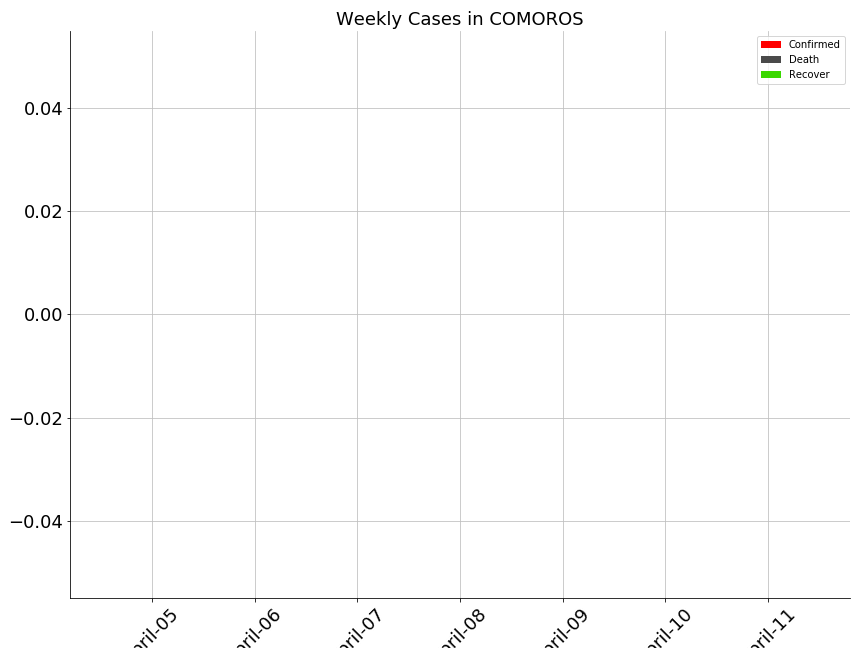 Weekly Cases in COMOROS
Confirmed
Death
Recover
0.04
0.02
0.00
−0.02
−0.04
pril-05
pril-06
pril-07
pril-08
pril-09
pril-10
pril-11